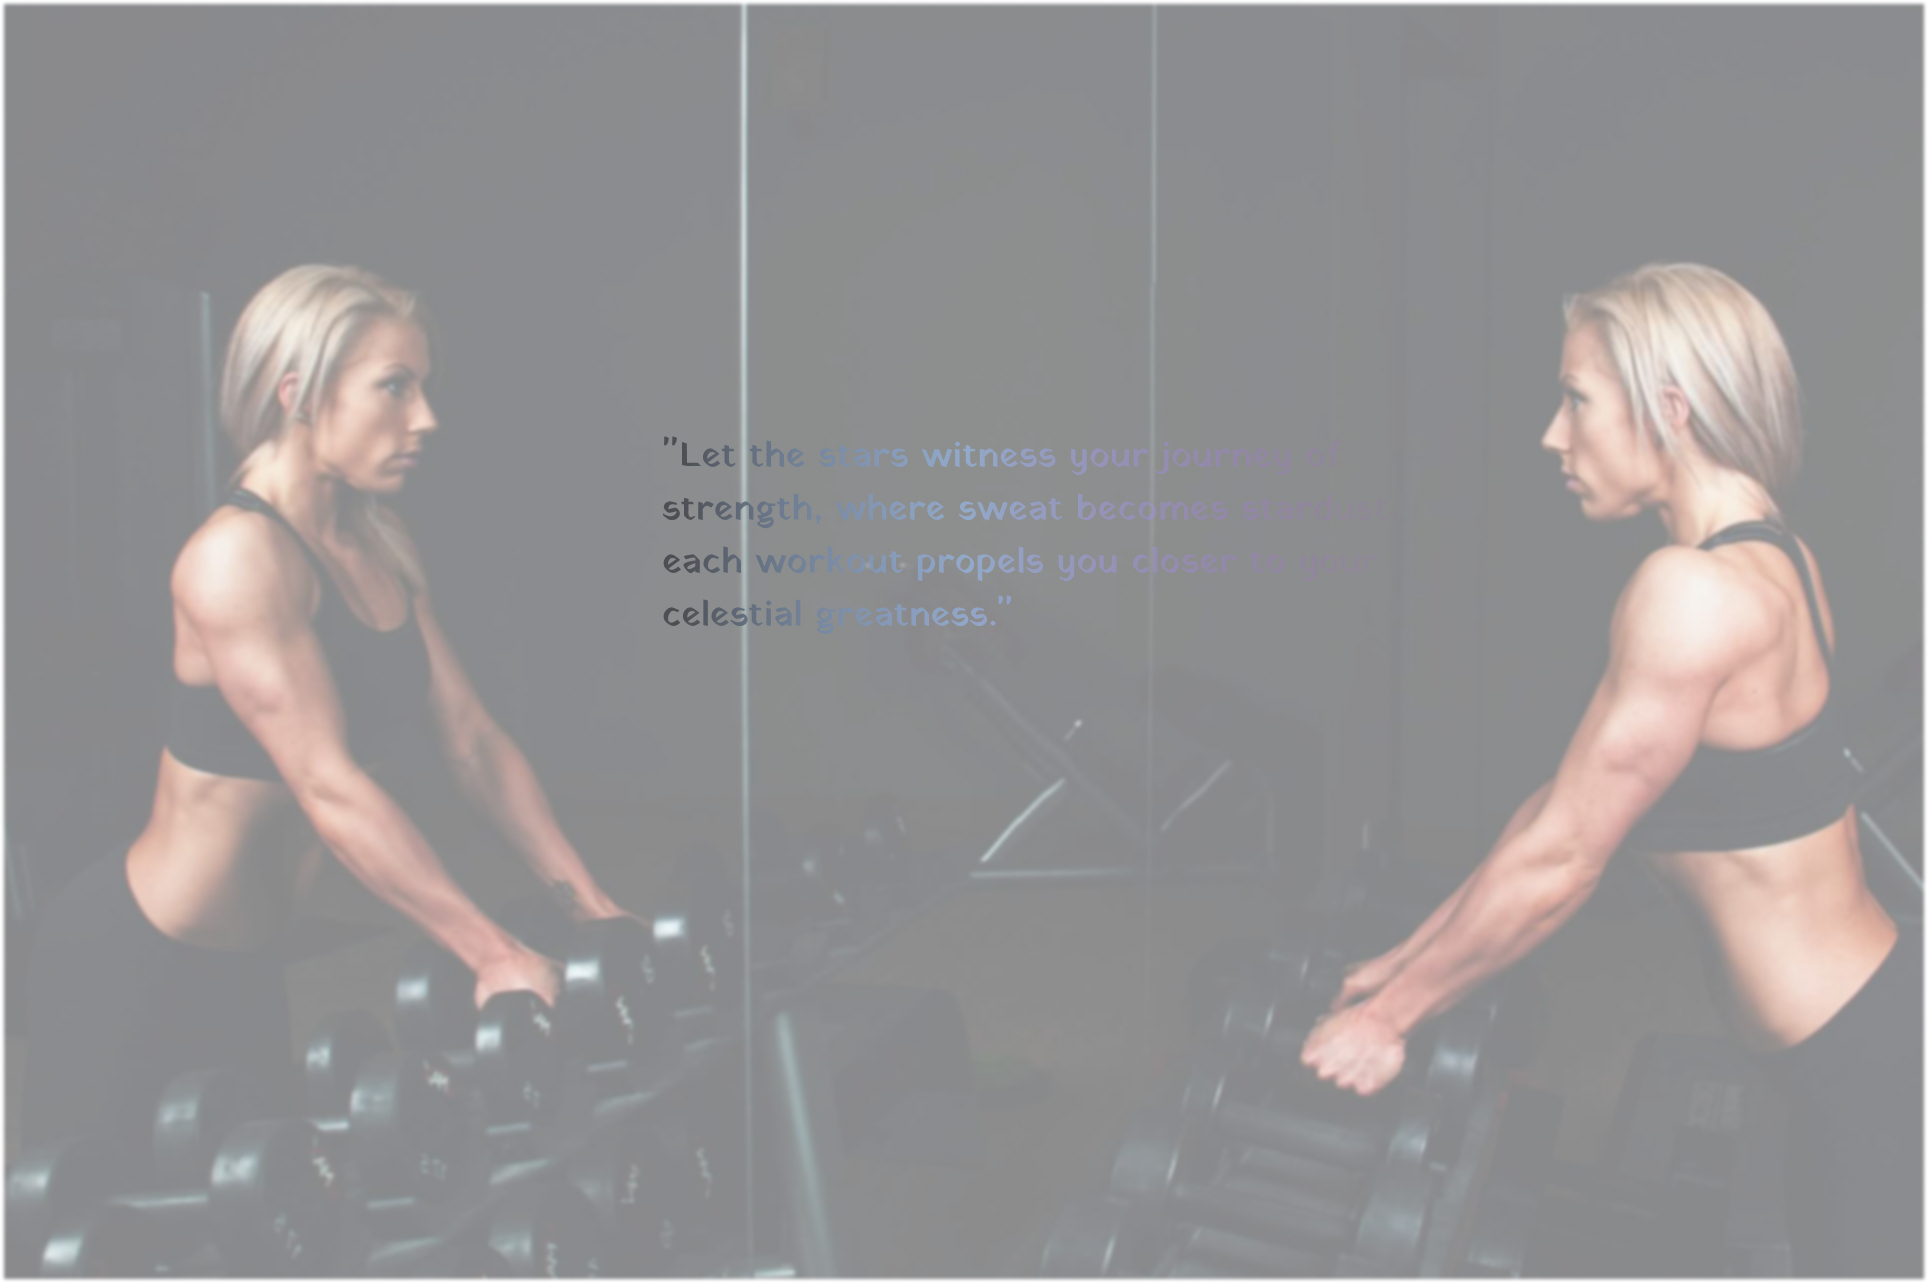 "Let the stars witness your journey of
strength, where sweat becomes stardust,
each workout propels you closer to your
celestial greatness."